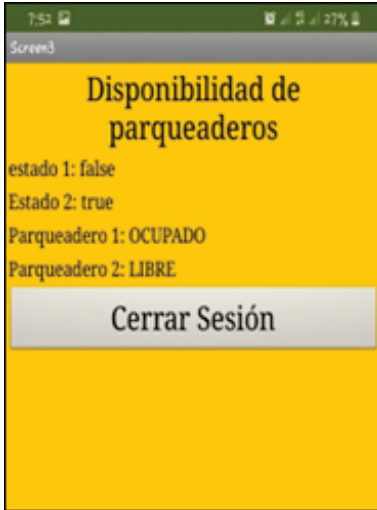 7:52 27%
Screen3
Disponibilidad de
parqueaderos
estado 1: false
Estado 2: true
Parqueadero 1: OCUPADO
Parqueadero 2: LIBRE
Cerrar Sesión